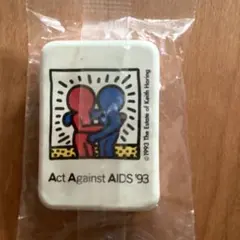 ©1993 The Estate of Keith Haring
Act Against AIDS '93